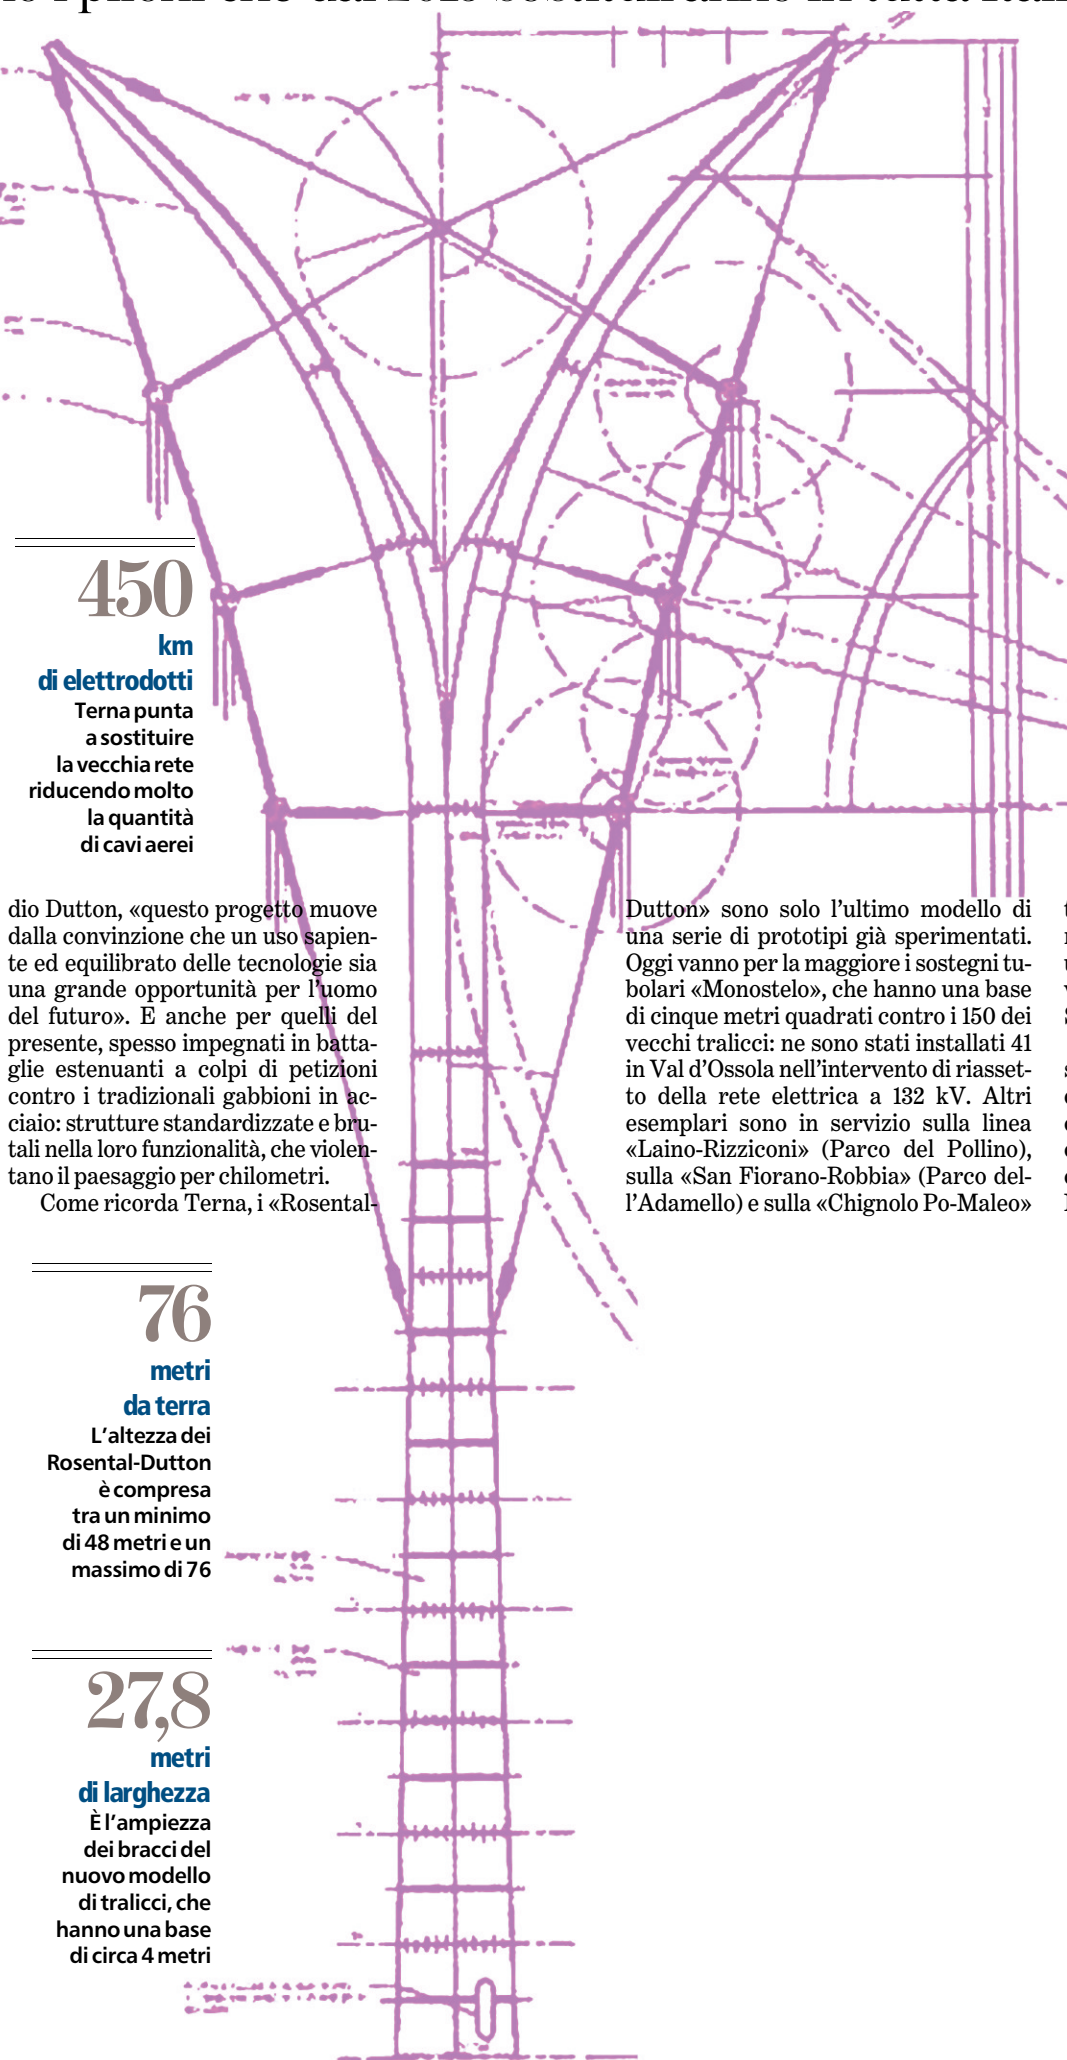 i piloni che dal sostituiranno in tutta
450
km
di elettrodotti
Terna punta
a sostituire
la vecchia rete
riducendo molto
la quantità
di cavi aerei
dio Dutton, «questo progetto muove
dalla convinzione che un uso sapien-
te ed equilibrato delle tecnologie sia
una grande opportunità per l'uomo
del futuro». E anche per quelli del
presente, spesso impegnati in batta-
glie estenuanti a colpi di petizioni
contro i tradizionali gabbioni in ac-
ciaio: strutture standardizzate e bru-
tali nella loro funzionalità, che violen-
tano il paesaggio per chilometri.
Come ricorda Terna, i «Rosental-
Dutton» sono solo l'ultimo modello di
una serie di prototipi già sperimentati.
Oggi vanno per la maggiore i sostegni tu-
bolari «Monostelo», che hanno una base
di cinque metri quadrati contro i 150 dei
vecchi tralicci: ne sono stati installati 41
in Val d'Ossola nell'intervento di riasset-
to della rete elettrica a 132 kV. Altri
esemplari sono in servizio sulla linea
«Laino-Rizziconi» (Parco del Pollino),
sulla «San Fiorano-Robbia» (Parco del-
l'Adamello) e sulla «Chignolo Po-Maleo»
76
metri
da terra
L'altezza dei
Rosental-Dutton
è compresa
tra un minimo
di 48 metri e un
massimo di 76
27,8
metri
di larghezza
È l'ampiezza
dei bracci del
nuovo modello
di tralicci, che
hanno una base
di circa 4 metri